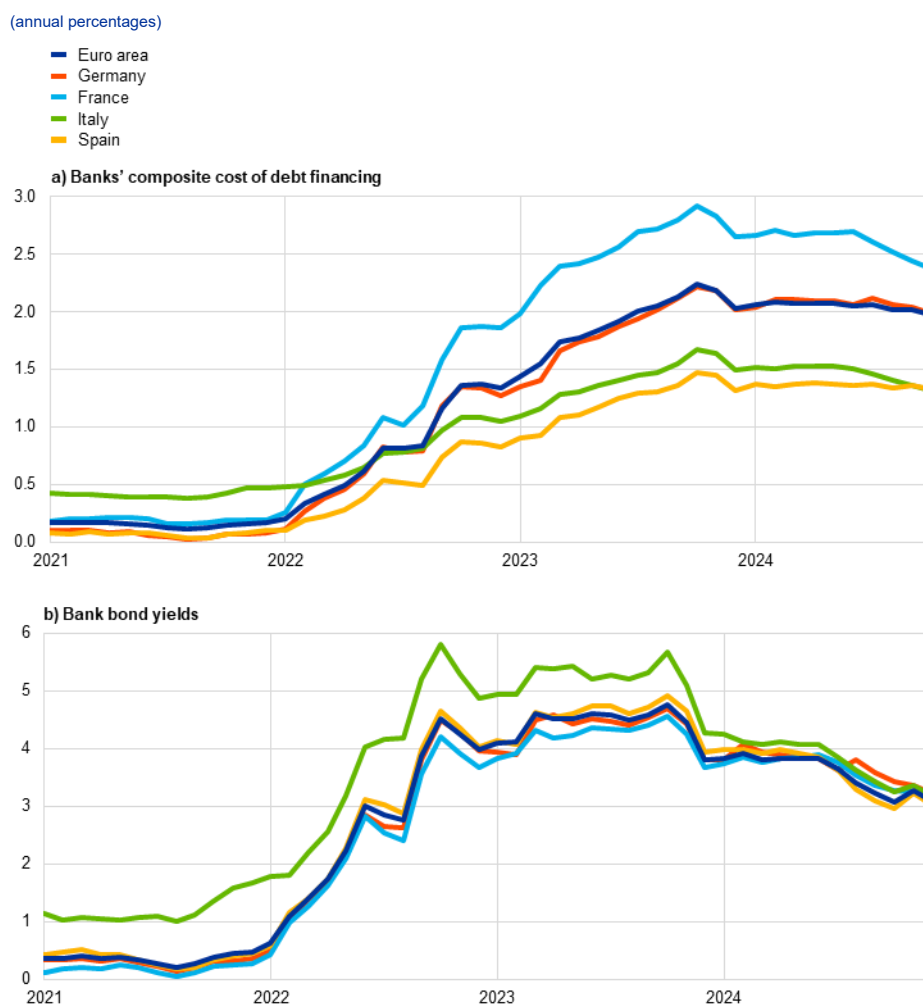 (annual percentages)
Euro area
Germany
France
Italy
Spain
a) Banks’ composite cost of debt financing
3.0
2.5
2.0
1.5
1.0
0.5
0.0
2021 2022 2023 2024
b) Bank bond yields
6
5
4
3
2
1
0
2021 2022 2023 2024